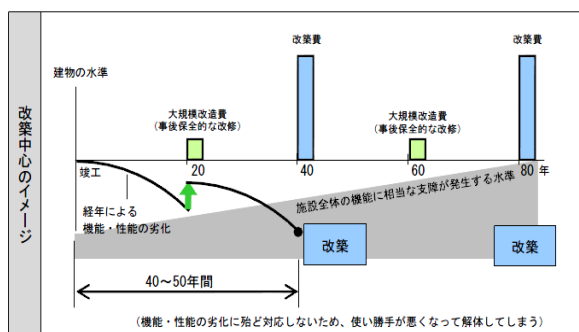 改築中心のイメージ
建物の水準
改築費
改築費
大規模改造費
(事後保全的な改修)
大規模改造費
(事後保全的な改修)
竣工
20
40
60
80 年
経年による
機能・性能の劣化
施設全体の機能に相当な支障が発生する水準
改築
改築
40~50年間
(機能・性能の劣化に殆ど対応しないため、使い勝手が悪くなって解体してしまう)